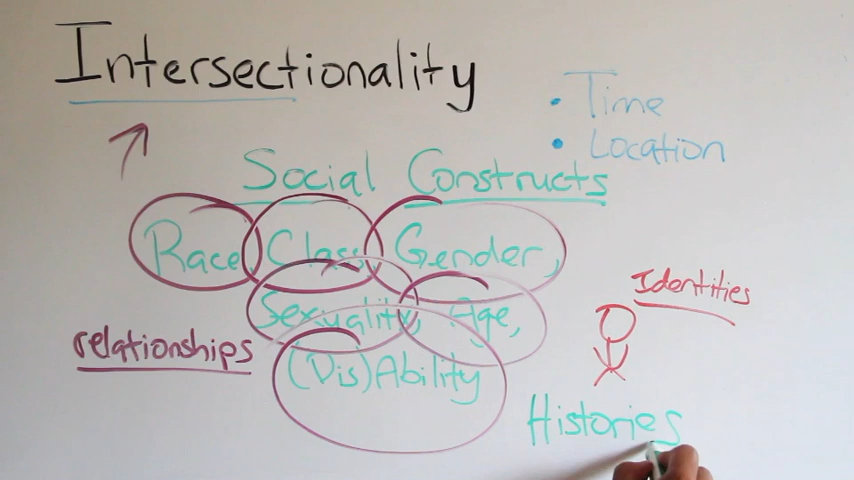 Intersectionality
• Time
• Location
Social Constructs
Race Class Gender,
Sexuality, Age,
(Dis)Ability
relationships
Identities
Histories